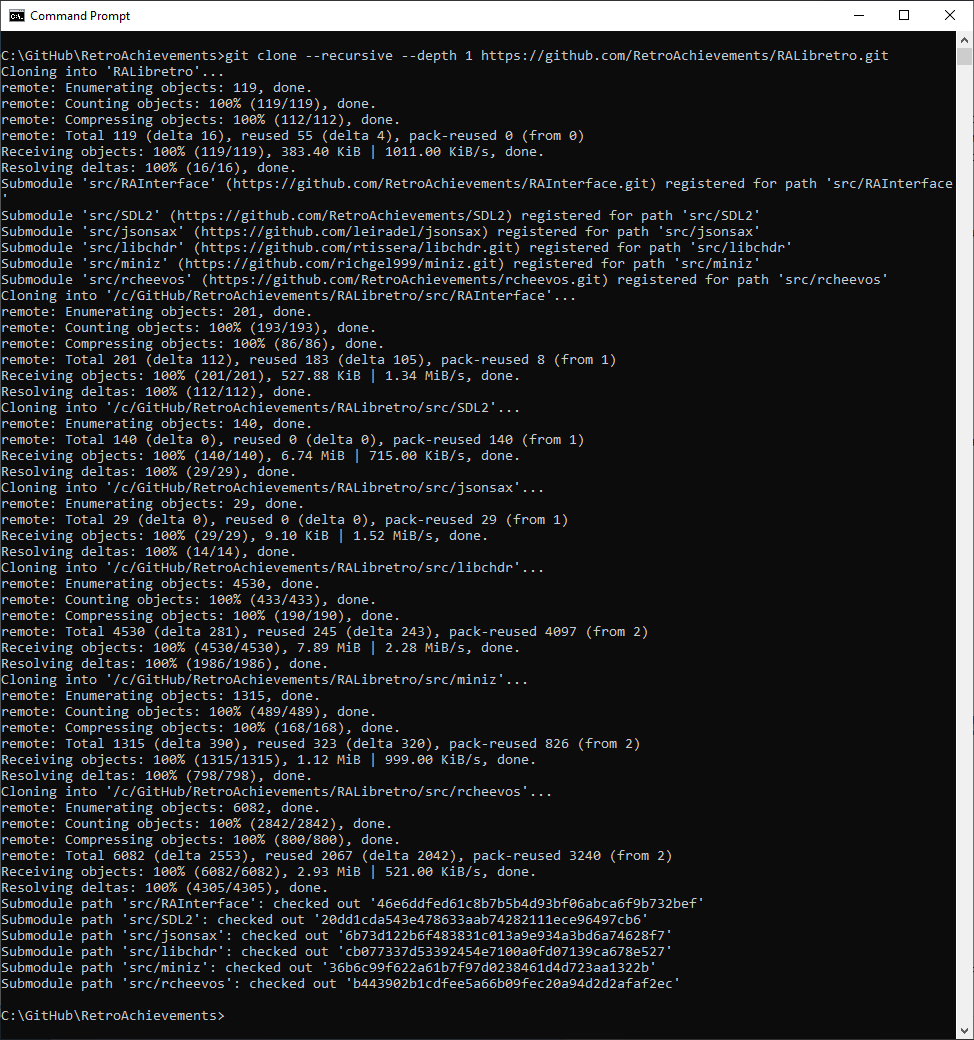 Command Prompt
C:\GitHub\RetroAchievements>git clone --recursive --depth 1 https://github.com/RetroAchievements/RALibretro.git
Cloning into 'RALibretro'...
remote: Enumerating objects: 119, done.
remote: Counting objects: 100% (119/119), done.
remote: Compressing objects: 100% (112/112), done.
remote: Total 119 (delta 16), reused 55 (delta 4), pack-reused 0 (from 0)
Receiving objects: 100% (119/119), 383.40 KiB | 1011.00 KiB/s, done.
Resolving deltas: 100% (16/16), done.
Submodule 'src/RAInterface' (https://github.com/RetroAchievements/RAInterface.git) registered for path 'src/RAInterface
'
Submodule 'src/SDL2' (https://github.com/RetroAchievements/SDL2) registered for path 'src/SDL2'
Submodule 'src/jsonsax' (https://github.com/leiradel/jsonsax) registered for path 'src/jsonsax'
Submodule 'src/libchdr' (https://github.com/rtissera/libchdr.git) registered for path 'src/libchdr'
Submodule 'src/miniz' (https://github.com/richgel999/miniz.git) registered for path 'src/miniz'
Submodule 'src/rcheevos' (https://github.com/RetroAchievements/rcheevos.git) registered for path 'src/rcheevos'
Cloning into '/c/GitHub/RetroAchievements/RALibretro/src/RAInterface'...
remote: Enumerating objects: 201, done.
remote: Counting objects: 100% (193/193), done.
remote: Compressing objects: 100% (86/86), done.
remote: Total 201 (delta 112), reused 183 (delta 105), pack-reused 8 (from 1)
Receiving objects: 100% (201/201), 527.88 KiB | 1.34 MiB/s, done.
Resolving deltas: 100% (112/112), done.
Cloning into '/c/GitHub/RetroAchievements/RALibretro/src/SDL2'...
remote: Enumerating objects: 140, done.
remote: Total 140 (delta 0), reused 0 (delta 0), pack-reused 140 (from 1)
Receiving objects: 100% (140/140), 6.74 MiB | 715.00 KiB/s, done.
Resolving deltas: 100% (29/29), done.
Cloning into '/c/GitHub/RetroAchievements/RALibretro/src/jsonsax'...
remote: Enumerating objects: 29, done.
remote: Total 29 (delta 0), reused 0 (delta 0), pack-reused 29 (from 1)
Receiving objects: 100% (29/29), 9.10 KiB | 1.52 MiB/s, done.
Resolving deltas: 100% (14/14), done.
Cloning into '/c/GitHub/RetroAchievements/RALibretro/src/libchdr'...
remote: Enumerating objects: 4530, done.
remote: Counting objects: 100% (433/433), done.
remote: Compressing objects: 100% (190/190), done.
remote: Total 4530 (delta 281), reused 245 (delta 243), pack-reused 4097 (from 2)
Receiving objects: 100% (4530/4530), 7.89 MiB | 2.28 MiB/s, done.
Resolving deltas: 100% (1986/1986), done.
Cloning into '/c/GitHub/RetroAchievements/RALibretro/src/miniz'...
remote: Enumerating objects: 1315, done.
remote: Counting objects: 100% (489/489), done.
remote: Compressing objects: 100% (168/168), done.
remote: Total 1315 (delta 390), reused 323 (delta 320), pack-reused 826 (from 2)
Receiving objects: 100% (1315/1315), 1.12 MiB | 999.00 KiB/s, done.
Resolving deltas: 100% (798/798), done.
Cloning into '/c/GitHub/RetroAchievements/RALibretro/src/rcheevos'...
remote: Enumerating objects: 6082, done.
remote: Counting objects: 100% (2842/2842), done.
remote: Compressing objects: 100% (800/800), done.
remote: Total 6082 (delta 2553), reused 2067 (delta 2042), pack-reused 3240 (from 2)
Receiving objects: 100% (6082/6082), 2.93 MiB | 521.00 KiB/s, done.
Resolving deltas: 100% (4305/4305), done.
Submodule path 'src/RAInterface': checked out '46e6ddfed61c8b7b5b4d93bf06abca6f9b732bef'
Submodule path 'src/SDL2': checked out '20dd1cda543e478633aab74282111ece96497cb6'
Submodule path 'src/jsonsax': checked out '6b73d122b6f483831c013a9e934a3bd6a74628f7'
Submodule path 'src/libchdr': checked out 'cb077337d53392454e7100a0fd07139ca678e527'
Submodule path 'src/miniz': checked out '36b6c99f622a61b7f97d0238461d4d723aa1322b'
Submodule path 'src/rcheevos': checked out 'b443902b1cdfee5a66b09fec20a94d2d2afaf2ec'
C:\GitHub\RetroAchievements>